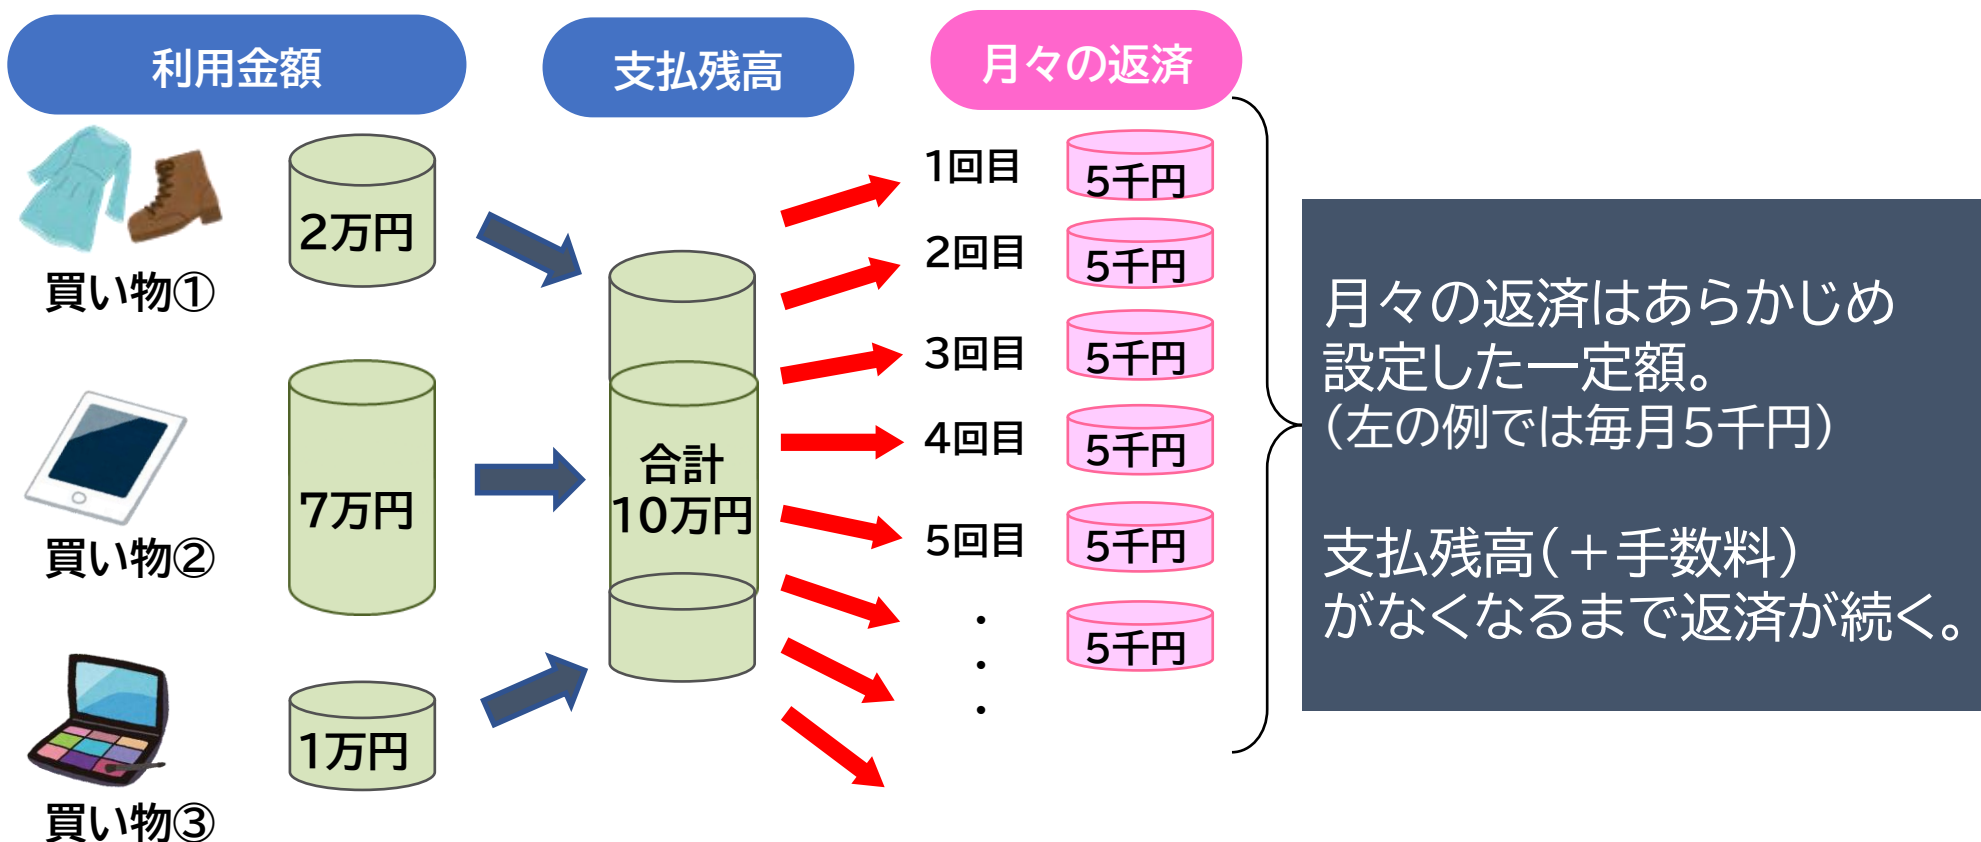 利用金額
支払残高
月々の返済
2万円
買い物①
7万円
買い物②
1万円
買い物③
合計
10万円
1回目
5千円
2回目
5千円
3回目
5千円
4回目
5千円
5回目
5千円
・
・
・
5千円
月々の返済はあらかじめ
設定した一定額。
（左の例では毎月5千円）
支払残高（＋手数料）
がなくなるまで返済が続く。